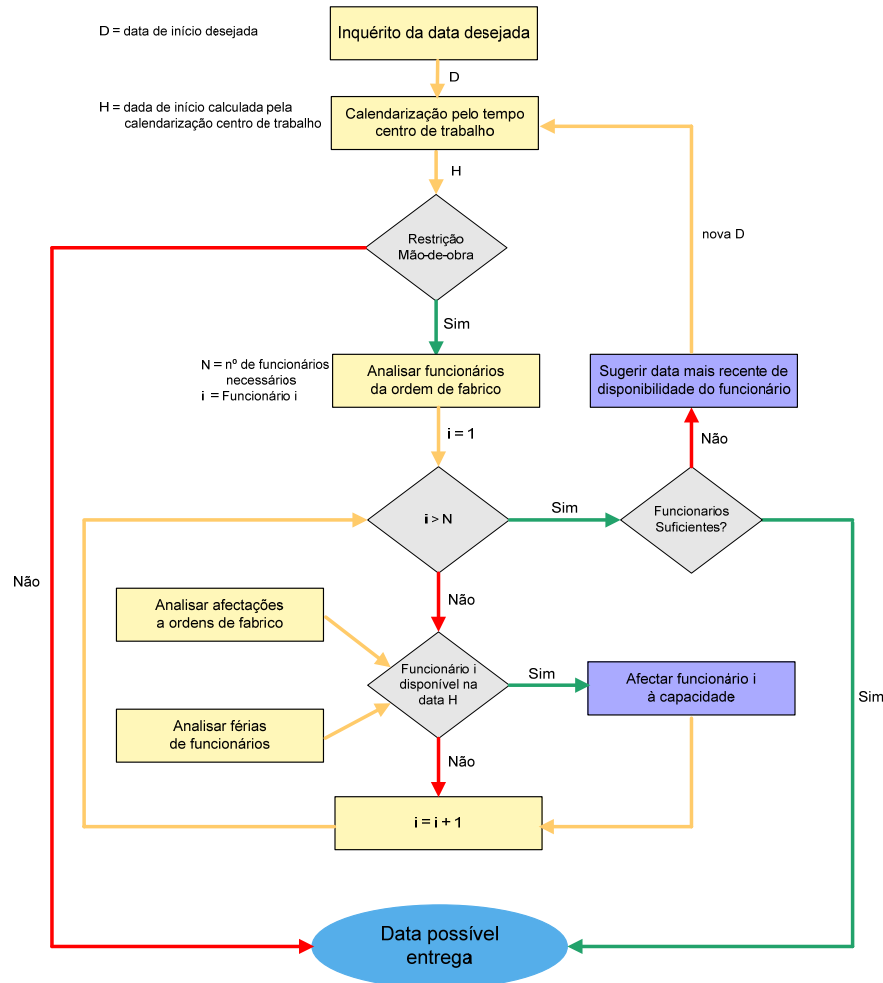 D = data de início desejada
Inquérito da data desejada
D
H = dada de início calculada pela
calendarização centro de trabalho
Calendarização pelo tempo
centro de trabalho
H
Restrição
Mão-de-obra
nova D
Sim
N = nº de funcionários
necessários
i = Funcionário i
Analisar funcionários
da ordem de fabrico
Sugerir data mais recente de
disponibilidade do funcionário
i = 1
Não
i > N
Sim
Funcionarios
Suficientes?
Não
Não
Analisar afectações
a ordens de fabrico
Funcionário i
disponível na
data H
Sim
Afectar funcionário i
à capacidade
Sim
Analisar férias
de funcionários
Não
i = i + 1
Data possível
entrega